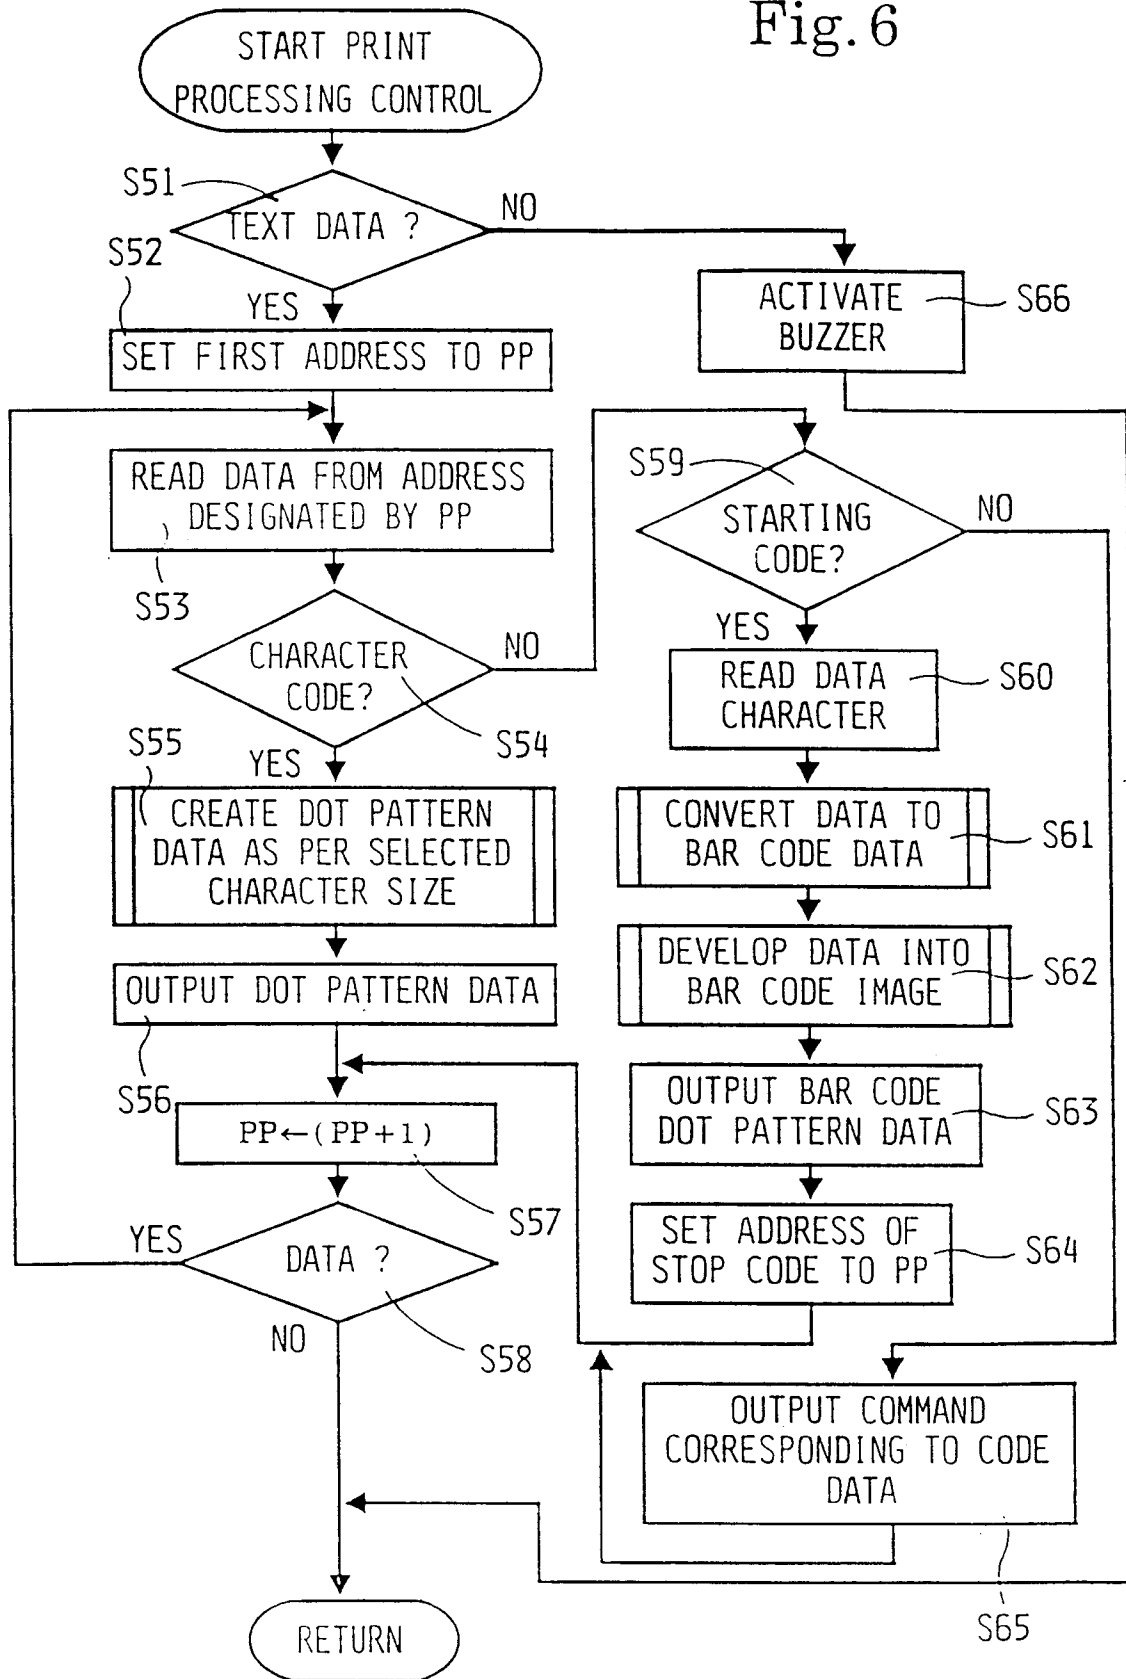 Fig. 6
START PRINT
PROCESSING CONTROL
S51
TEXT DATA ?
NO
S52
YES
SET FIRST ADDRESS TO PP
ACTIVATE
BUZZER
S66
READ DATA FROM ADDRESS
DESIGNATED BY PP
S53
CHARACTER
CODE?
NO
S54
YES
S55
CREATE DOT PATTERN
DATA AS PER SELECTED
CHARACTER SIZE
OUTPUT DOT PATTERN DATA
S56
PP←(PP+1)
S57
YES
DATA ?
NO
S58
RETURN
S59
STARTING
CODE?
NO
YES
READ DATA
CHARACTER
S60
CONVERT DATA TO
BAR CODE DATA
S61
DEVELOP DATA INTO
BAR CODE IMAGE
S62
OUTPUT BAR CODE
DOT PATTERN DATA
S63
SET ADDRESS OF
STOP CODE TO PP
S64
OUTPUT COMMAND
CORRESPONDING TO CODE
DATA
S65